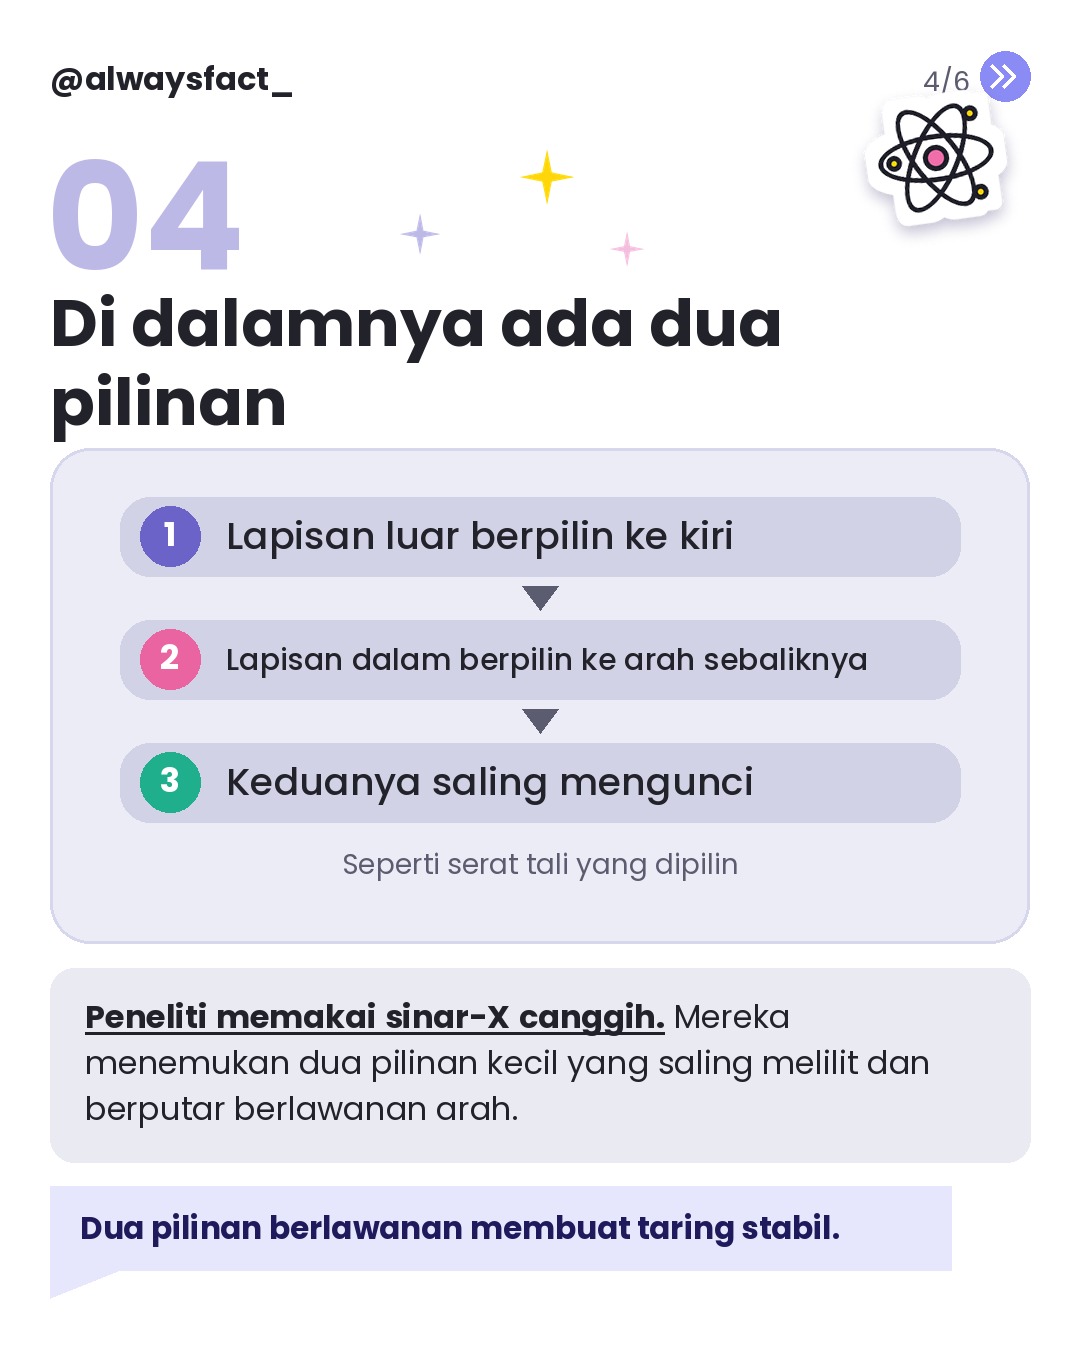 @alwaysfact_
4/6
04
Di dalamnya ada dua
pilinan
1 Lapisan luar berpilin ke kiri
2 Lapisan dalam berpilin ke arah sebaliknya
3 Keduanya saling mengunci
Seperti serat tali yang dipilin
Peneliti memakai sinar-X canggih. Mereka
menemukan dua pilinan kecil yang saling melilit dan
berputar berlawanan arah.
Dua pilinan berlawanan membuat taring stabil.